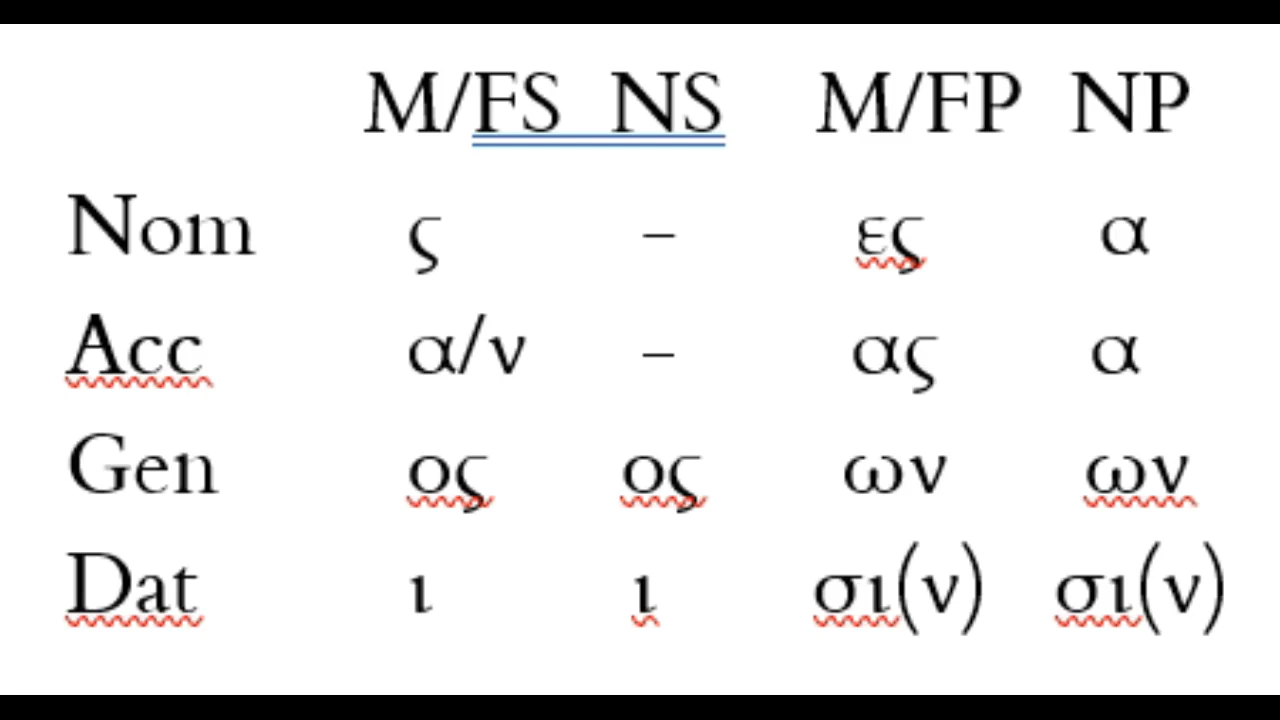 M/FS NS M/FP NP
Nom ς – ες α
Acc α/ν – ας α
Gen ος ος ων ων
Dat ι ι σι(ν) σι(ν)